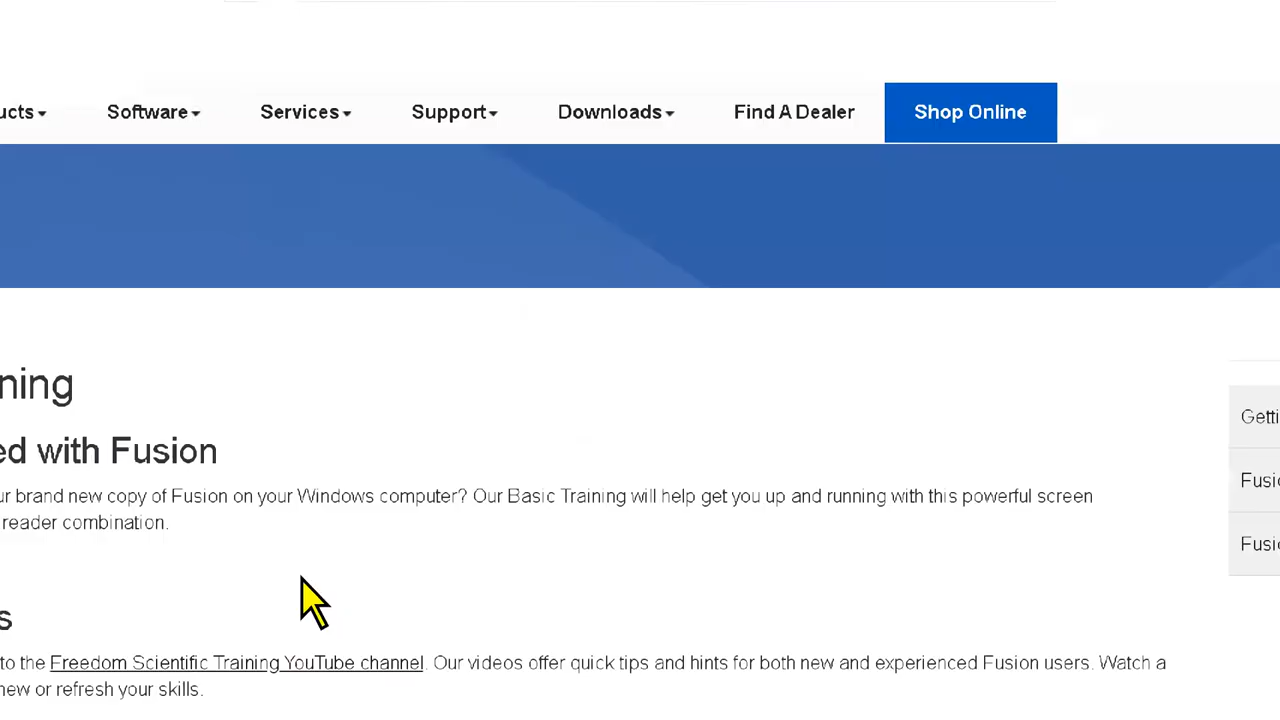 ucts Software Services Support Downloads Find A Dealer Shop Online
ning
ed with Fusion
ur brand new copy of Fusion on your Windows computer? Our Basic Training will help get you up and running with this powerful screen
reader combination.
s
to the Freedom Scientific Training YouTube channel. Our videos offer quick tips and hints for both new and experienced Fusion users. Watch a
new or refresh your skills.
Getti
Fusio
Fusio